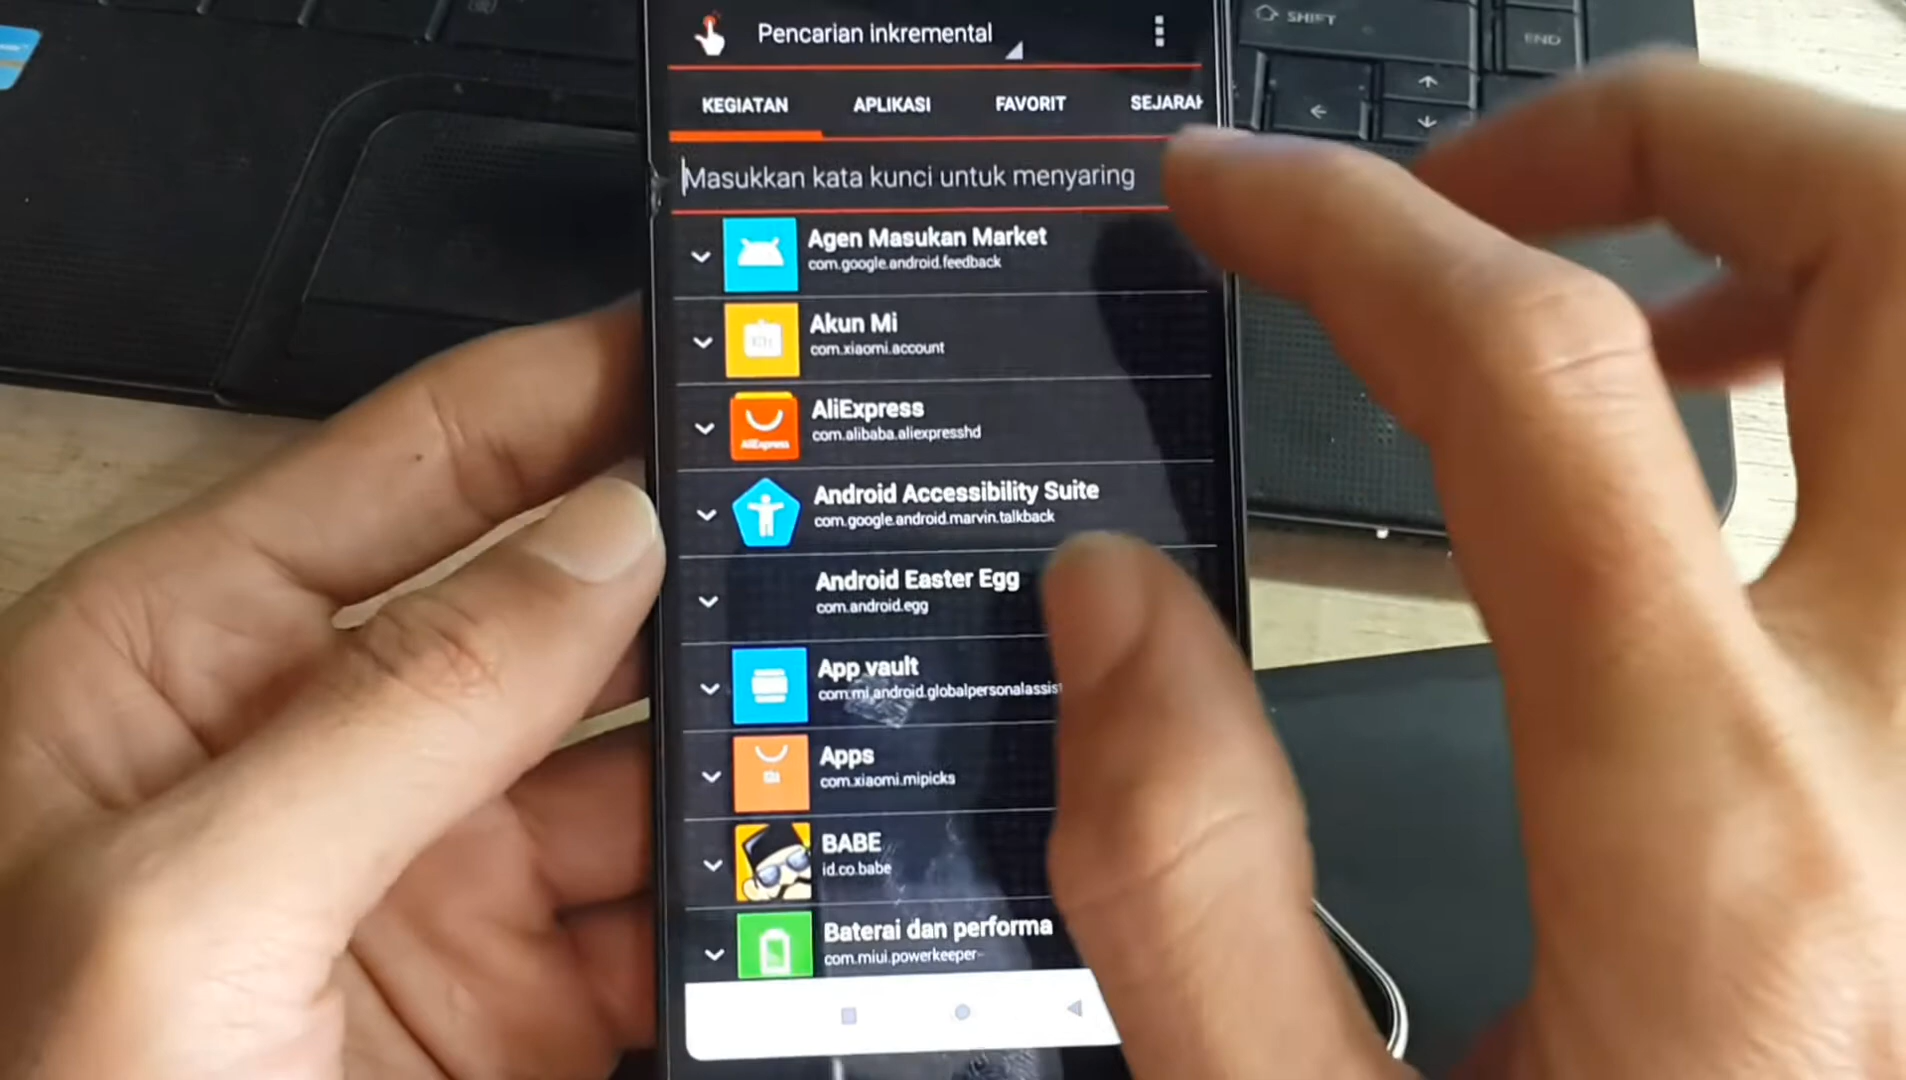 SHIFT
END
Pencarian inkremental
KEGIATAN APLIKASI FAVORIT SEJARAH
Masukkan kata kunci untuk menyaring
Agen Masukan Market
com.google.android.feedback
Akun Mi
com.xiaomi.account
AliExpress
AliExpress
com.alibaba.aliexpresshd
Android Accessibility Suite
com.google.android.marvin.talkback
Android Easter Egg
com.android.egg
App vault
com.mi.android.globalpersonalassist
Apps
com.xiaomi.mipicks
BABE
id.co.babe
Baterai dan performa
com.miui.powerkeeper